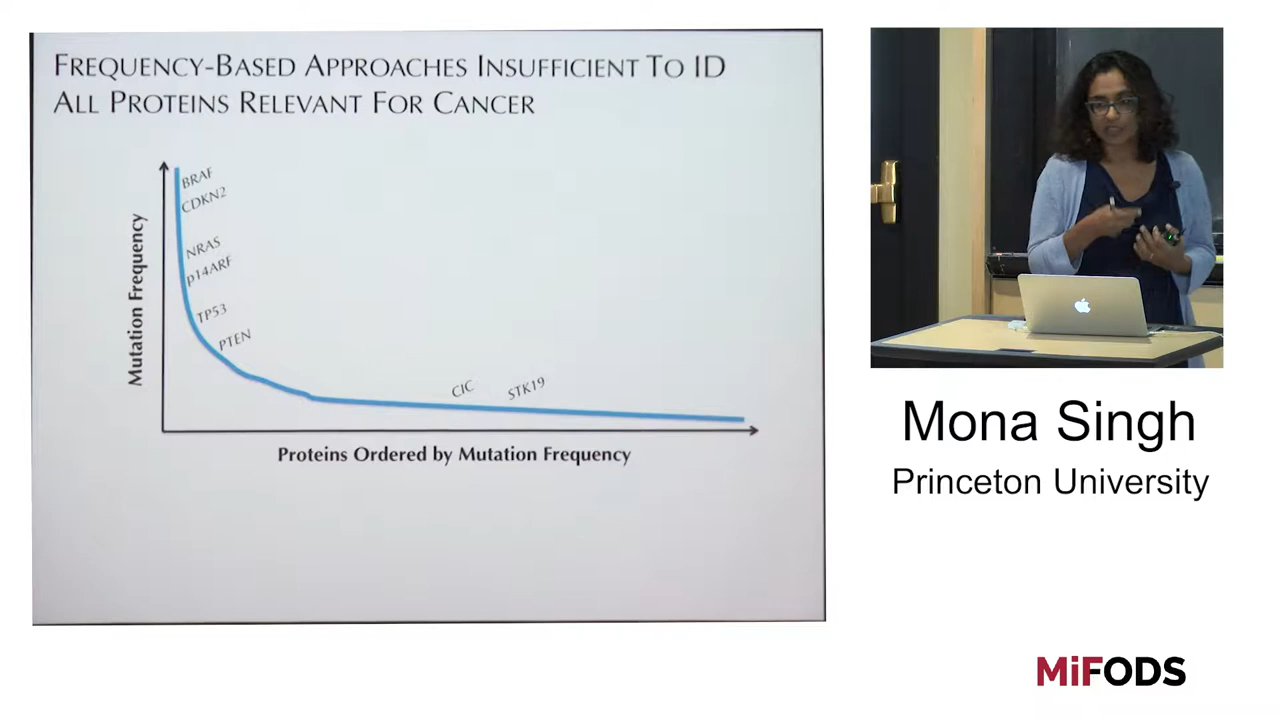 FREQUENCY-BASED APPROACHES INSUFFICIENT TO ID
ALL PROTEINS RELEVANT FOR CANCER
BRAF
CDKN2
NRAS
p14ARF
TP53
PTEN
CIC
STK19
Mutation Frequency
Proteins Ordered by Mutation Frequency
Mona Singh
Princeton University
MiFODS